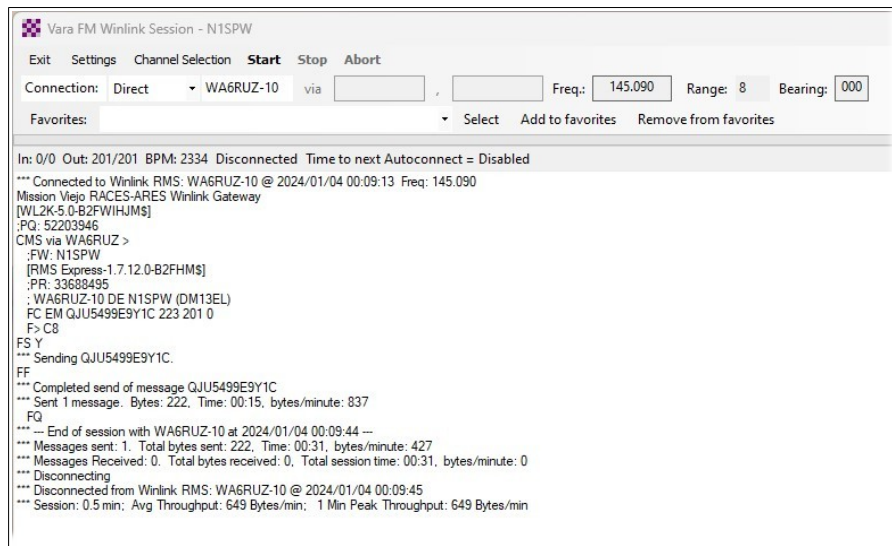 Vara FM Winlink Session - N1SPW
Exit Settings Channel Selection Start Stop Abort
Connection: Direct WA6RUZ-10 via , Freq.: 145.090 Range: 8 Bearing: 000
Favorites: Select Add to favorites Remove from favorites
In: 0/0 Out: 201/201 BPM: 2334 Disconnected Time to next Autoconnect = Disabled
*** Connected to Winlink RMS: WA6RUZ-10 @ 2024/01/04 00:09:13 Freq: 145.090
Mission Viejo RACES-ARES Winlink Gateway
[WL2K-5.0-B2FWIHJM$]
;PQ: 52203946
CMS via WA6RUZ >
;FW: N1SPW
[RMS Express-1.7.12.0-B2FHM$]
;PR: 33688495
; WA6RUZ-10 DE N1SPW (DM13EL)
FC EM QJU5499E9Y1C 223 201 0
F> C8
FS Y
*** Sending QJU5499E9Y1C.
FF
*** Completed send of message QJU5499E9Y1C
*** Sent 1 message. Bytes: 222, Time: 00:15, bytes/minute: 837
FQ
*** --- End of session with WA6RUZ-10 at 2024/01/04 00:09:44 ---
*** Messages sent: 1. Total bytes sent: 222, Time: 00:31, bytes/minute: 427
*** Messages Received: 0. Total bytes received: 0, Total session time: 00:31, bytes/minute: 0
*** Disconnecting
*** Disconnected from Winlink RMS: WA6RUZ-10 @ 2024/01/04 00:09:45
*** Session: 0.5 min; Avg Throughput: 649 Bytes/min; 1 Min Peak Throughput: 649 Bytes/min